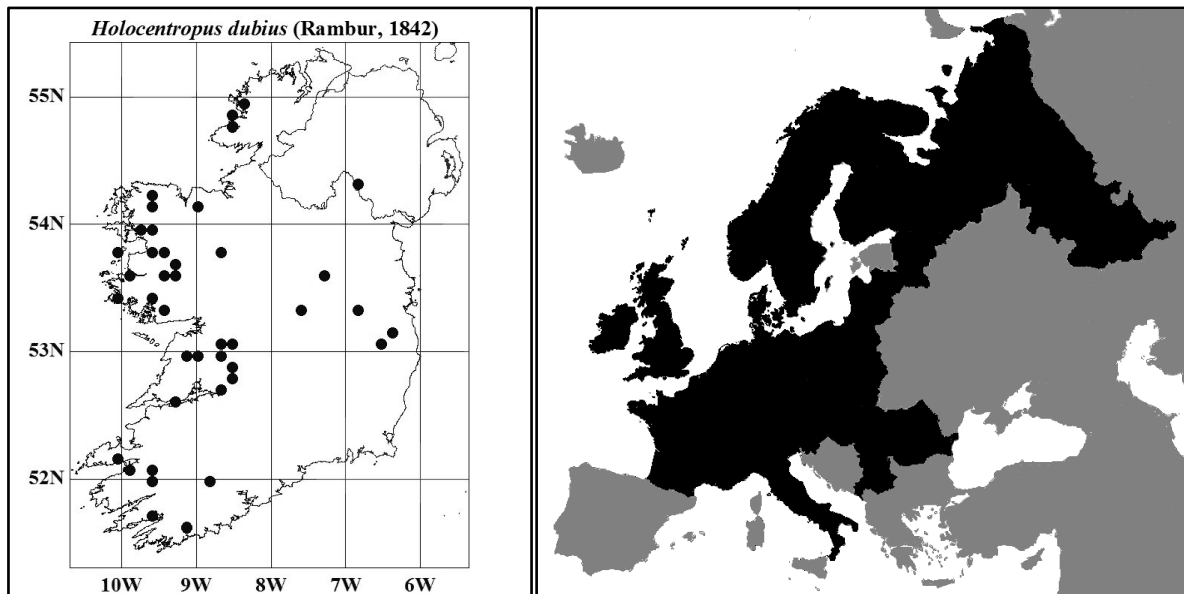 Holocentropus dubius (Rambur, 1842)
55N
54N
53N
52N
10W 9W 8W 7W 6W